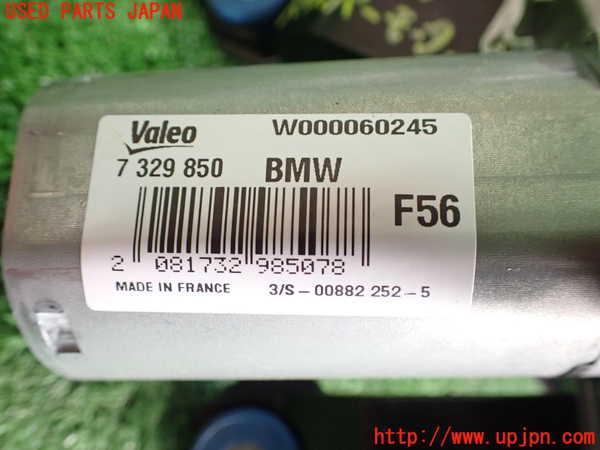 USED PARTS JAPAN
Valeo W000060245
7 329 850 BMW
F56
2 081732 985078
MADE IN FRANCE 3/S-00882 252-5
http://www.upjpn.com/